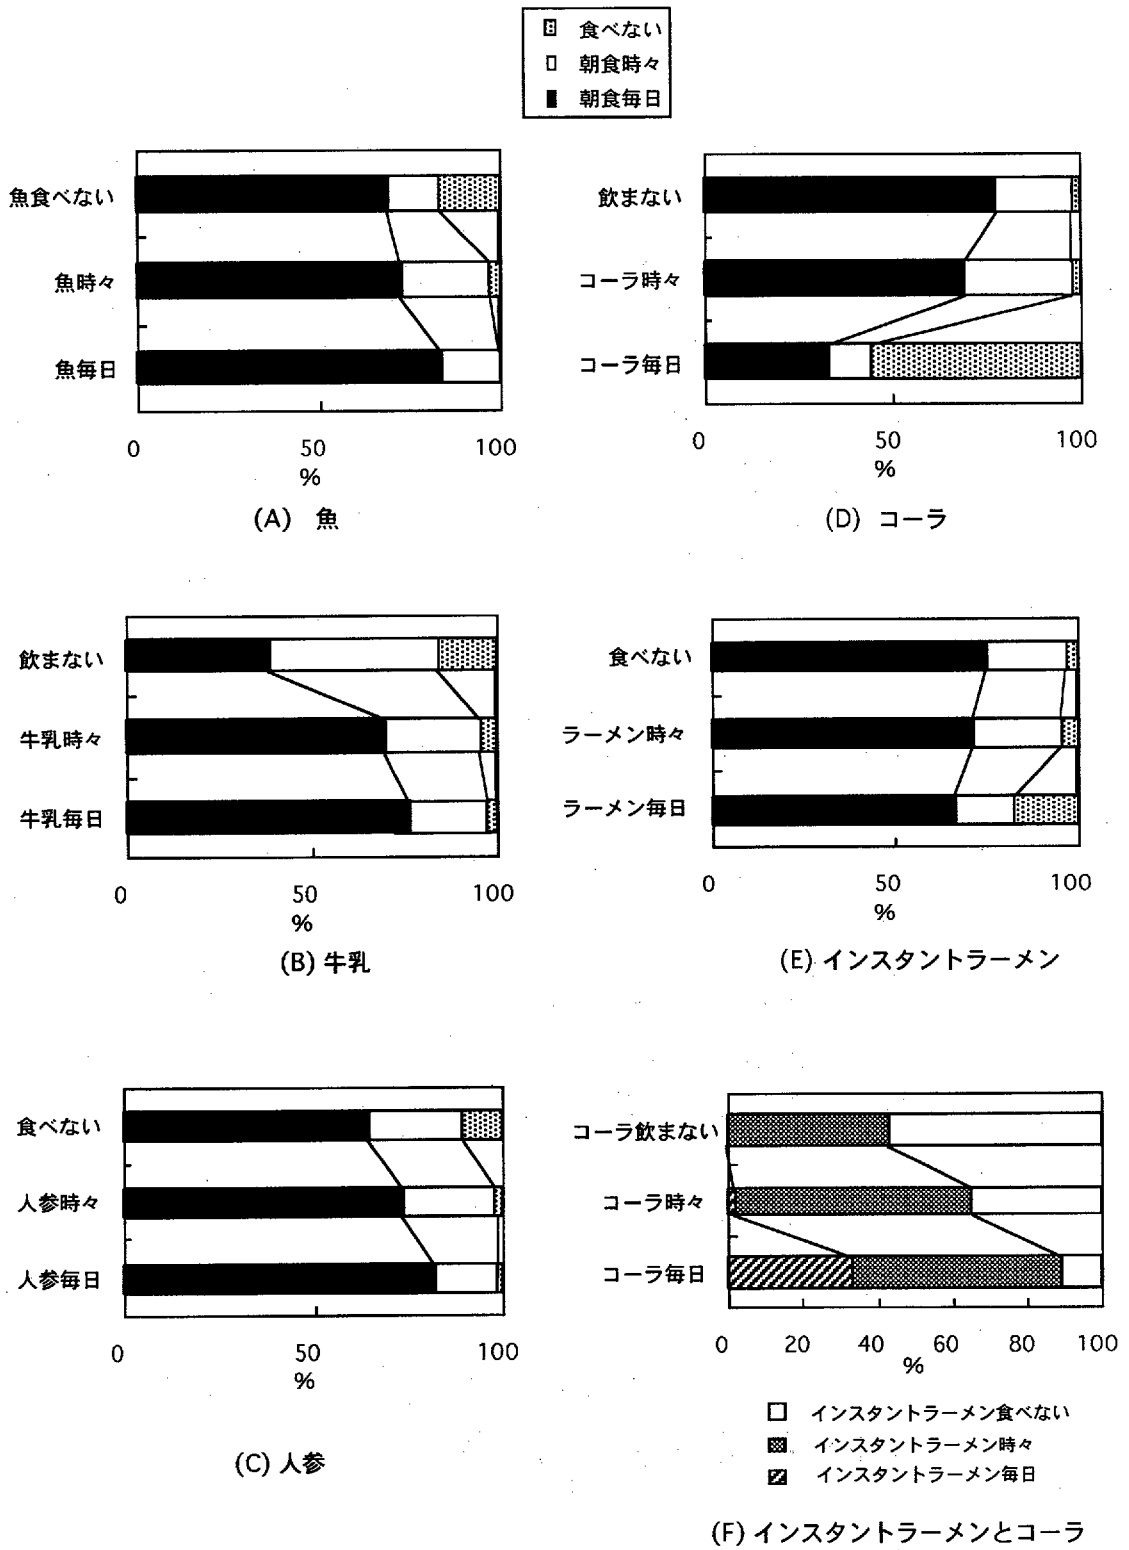 食べない
朝食時々
朝食毎日
魚食べない
魚時々
魚毎日
0 50 100
%
(A) 魚
飲まない
コーラ時々
コーラ毎日
0 50 100
%
(D) コーラ
飲まない
牛乳時々
牛乳毎日
0 50 100
%
(B) 牛乳
食べない
ラーメン時々
ラーメン毎日
0 50 100
%
(E) インスタントラーメン
食べない
人参時々
人参毎日
0 50 100
%
(C) 人参
コーラ飲まない
コーラ時々
コーラ毎日
0 20 40 60 80 100
%
インスタントラーメン食べない
インスタントラーメン時々
インスタントラーメン毎日
(F) インスタントラーメンとコーラ